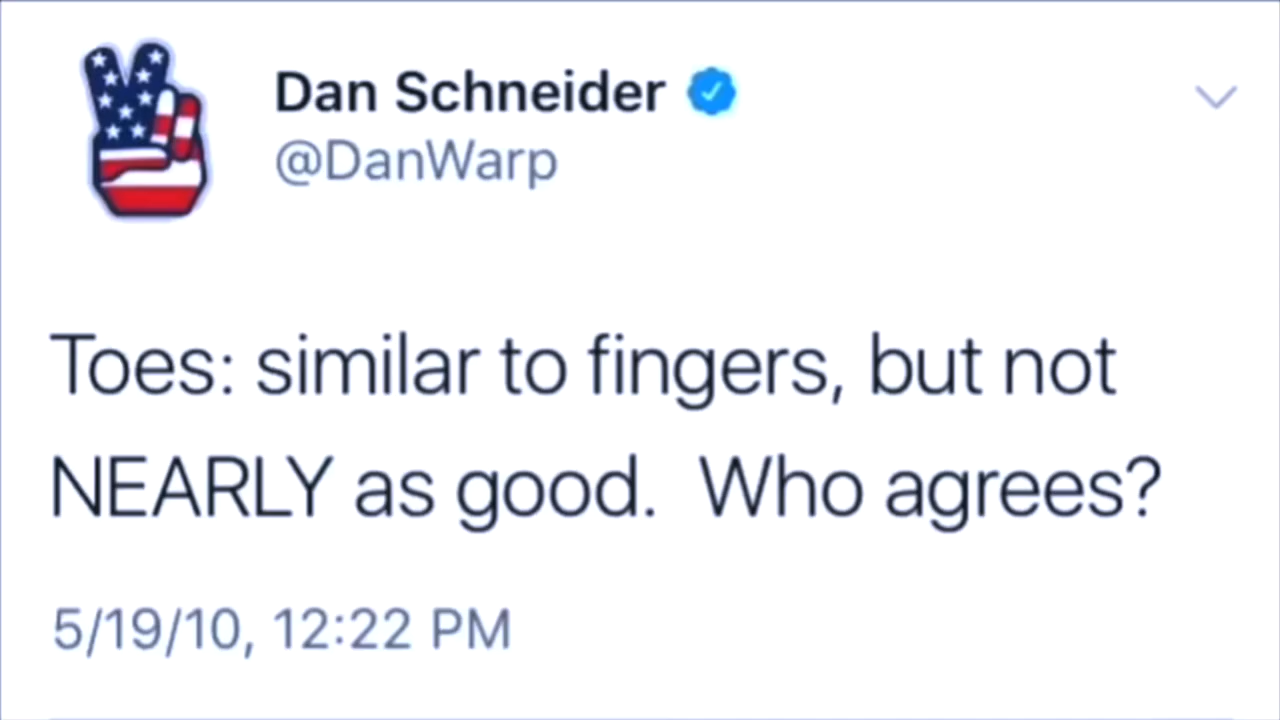 Dan Schneider
@DanWarp
Toes: similar to fingers, but not
NEARLY as good.  Who agrees?
5/19/10, 12:22 PM